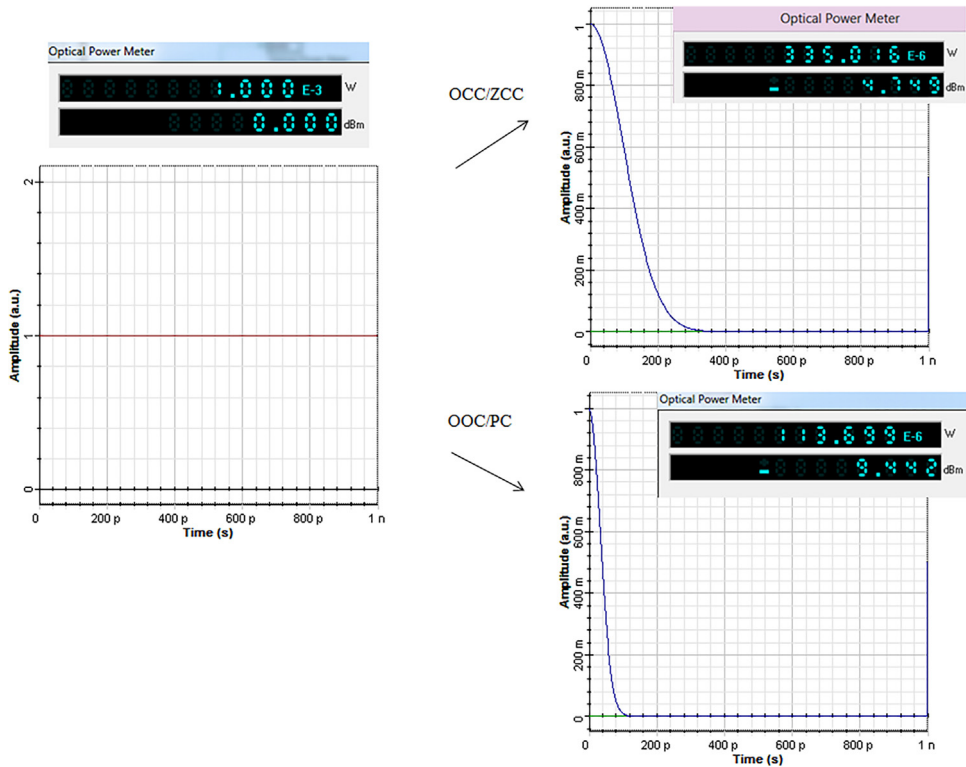 Optical Power Meter
1.000 E-3 W
0.000 dBm
2
1
0
Amplitude (a.u.)
0 200 p 400 p 600 p 800 p 1 n
Time (s)
OCC/ZCC
Optical Power Meter
335.016 E-6 W
- 4.749 dBm
1
800 m
600 m
400 m
200 m
0
Amplitude (a.u.)
0 200 p 400 p 600 p 800 p 1 n
Time (s)
OOC/PC
Optical Power Meter
113.699 E-6 W
- 9.442 dBm
1
800 m
600 m
400 m
200 m
0
Amplitude (a.u.)
0 200 p 400 p 600 p 800 p 1 n
Time (s)